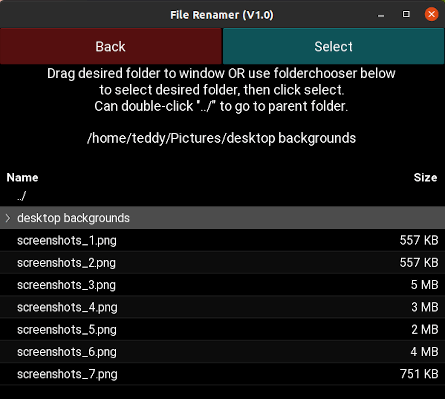 File Renamer (V1.0)
Back Select
Drag desired folder to window OR use folderchooser below
to select desired folder, then click select.
Can double-click "../" to go to parent folder.
/home/teddy/Pictures/desktop backgrounds
Name Size
../
desktop backgrounds
screenshots_1.png 557 KB
screenshots_2.png 557 KB
screenshots_3.png 5 MB
screenshots_4.png 3 MB
screenshots_5.png 2 MB
screenshots_6.png 4 MB
screenshots_7.png 751 KB